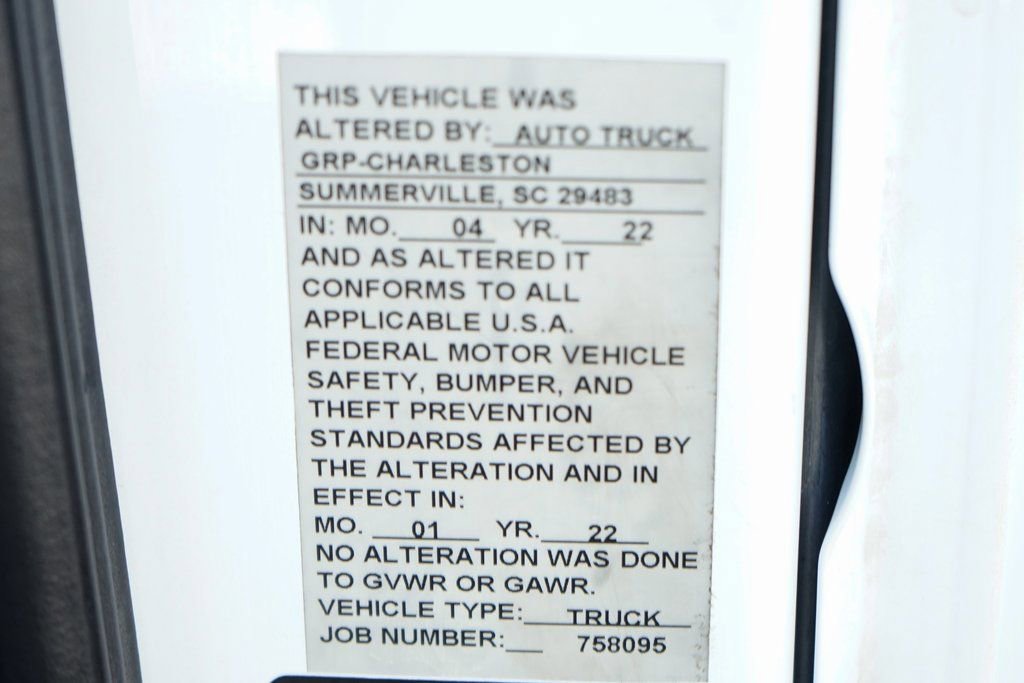 THIS VEHICLE WAS
ALTERED BY: AUTO TRUCK
GRP-CHARLESTON
SUMMERVILLE, SC 29483
IN: MO. 04 YR. 22
AND AS ALTERED IT
CONFORMS TO ALL
APPLICABLE U.S.A.
FEDERAL MOTOR VEHICLE
SAFETY, BUMPER, AND
THEFT PREVENTION
STANDARDS AFFECTED BY
THE ALTERATION AND IN
EFFECT IN:
MO. 01 YR. 22
NO ALTERATION WAS DONE
TO GVWR OR GAWR.
VEHICLE TYPE: TRUCK
JOB NUMBER: 758095